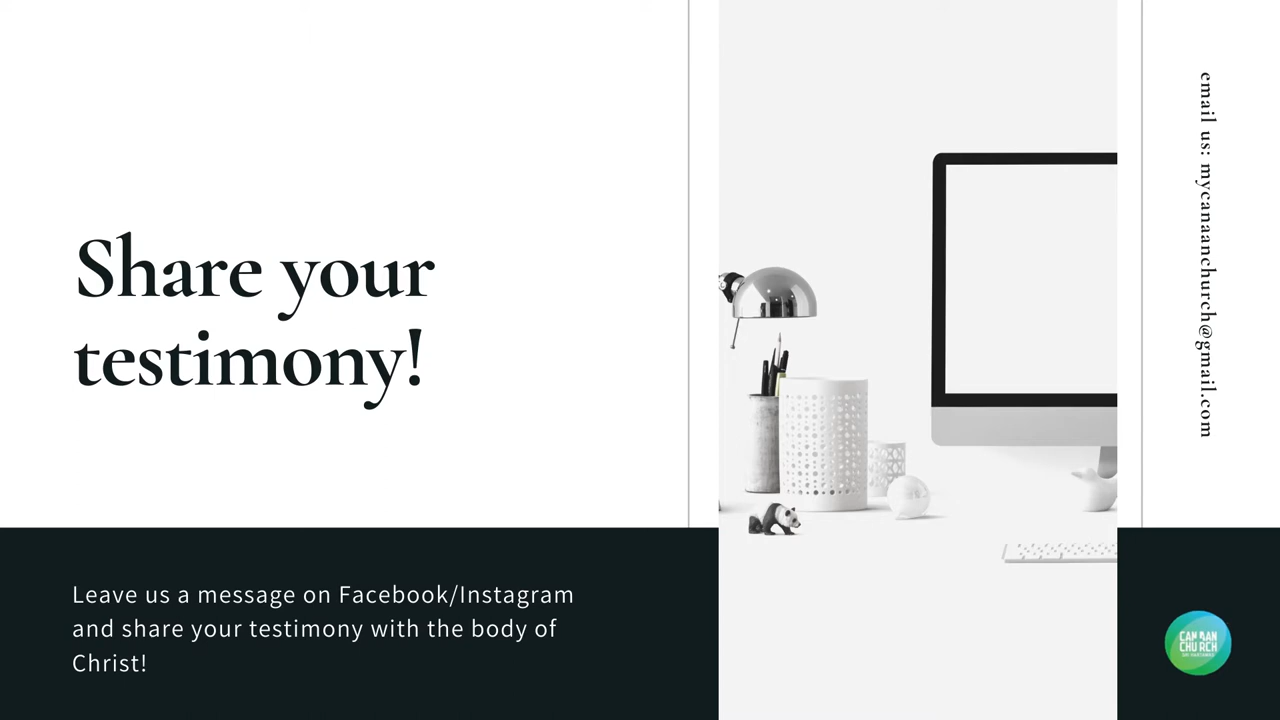 Share your
testimony!
Leave us a message on Facebook/Instagram
and share your testimony with the body of
Christ!
email us: mycanaanchurch@gmail.com
CANAAN
CHURCH